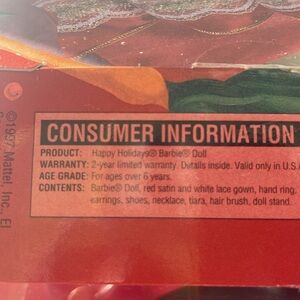 CONSUMER INFORMATION
PRODUCT: Happy Holidays® Barbie® Doll
WARRANTY: 2-year limited warranty. Details inside. Valid only in U.S.
AGE GRADE: For ages over 6 years.
CONTENTS: Barbie® Doll, red satin and white lace gown, hand ring,
earrings, shoes, necklace, tiara, hair brush, doll stand.
©1997 Mattel, Inc., El